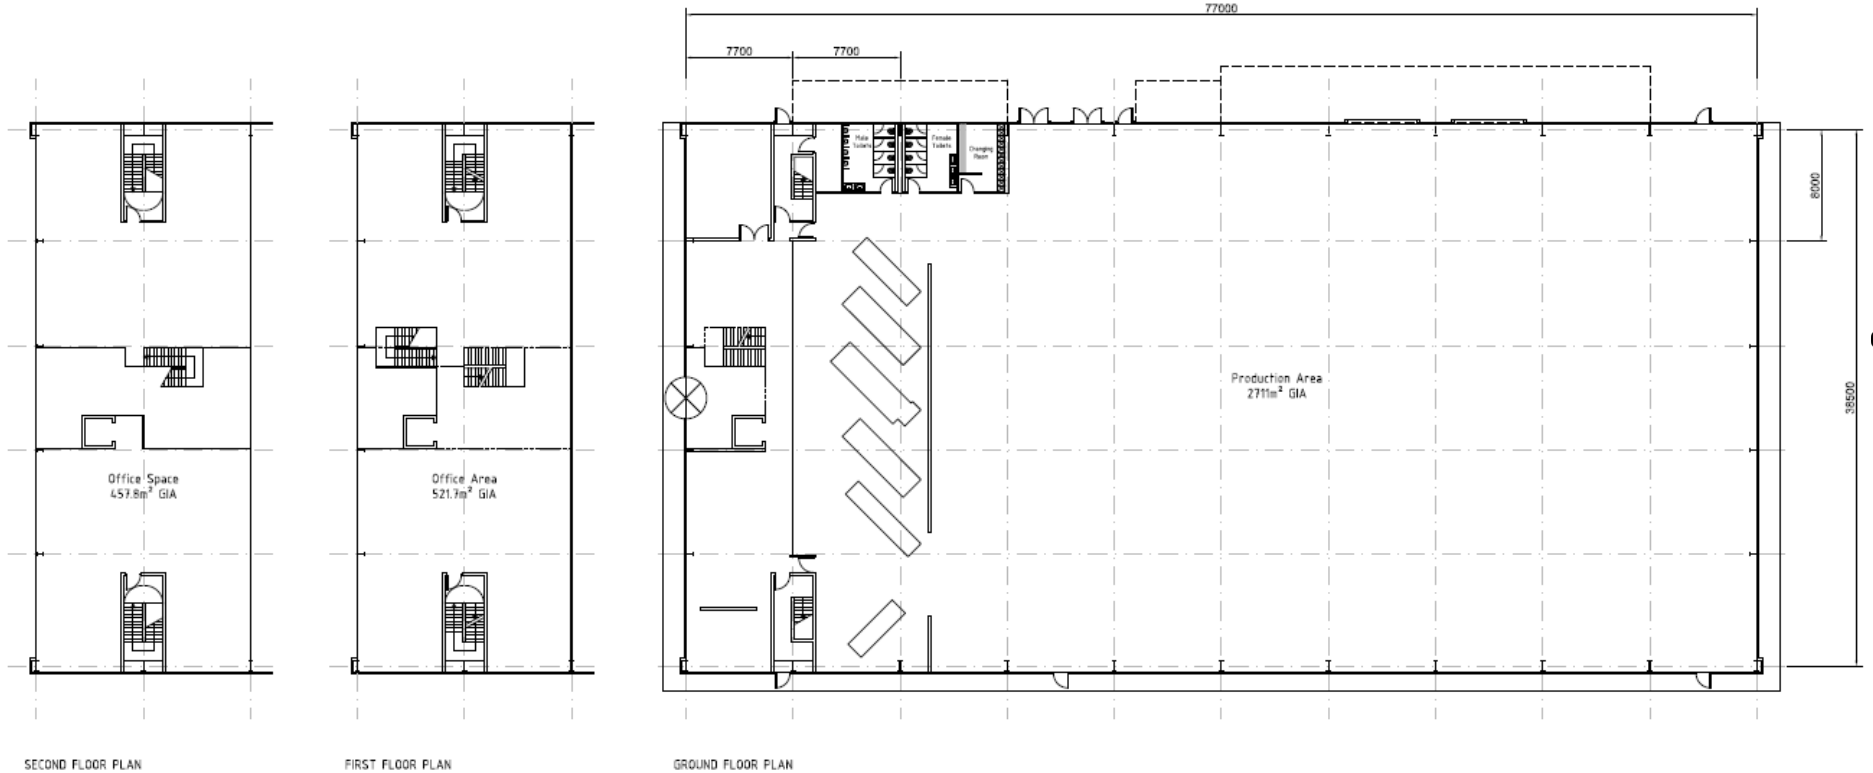 77000
7700
7700
Male
Toilets
Female
Toilets
Changing
Room
8000
38500
Production Area
2711m² GIA
Office Space
457.8m² GIA
Office Area
521.7m² GIA
SECOND FLOOR PLAN
FIRST FLOOR PLAN
GROUND FLOOR PLAN